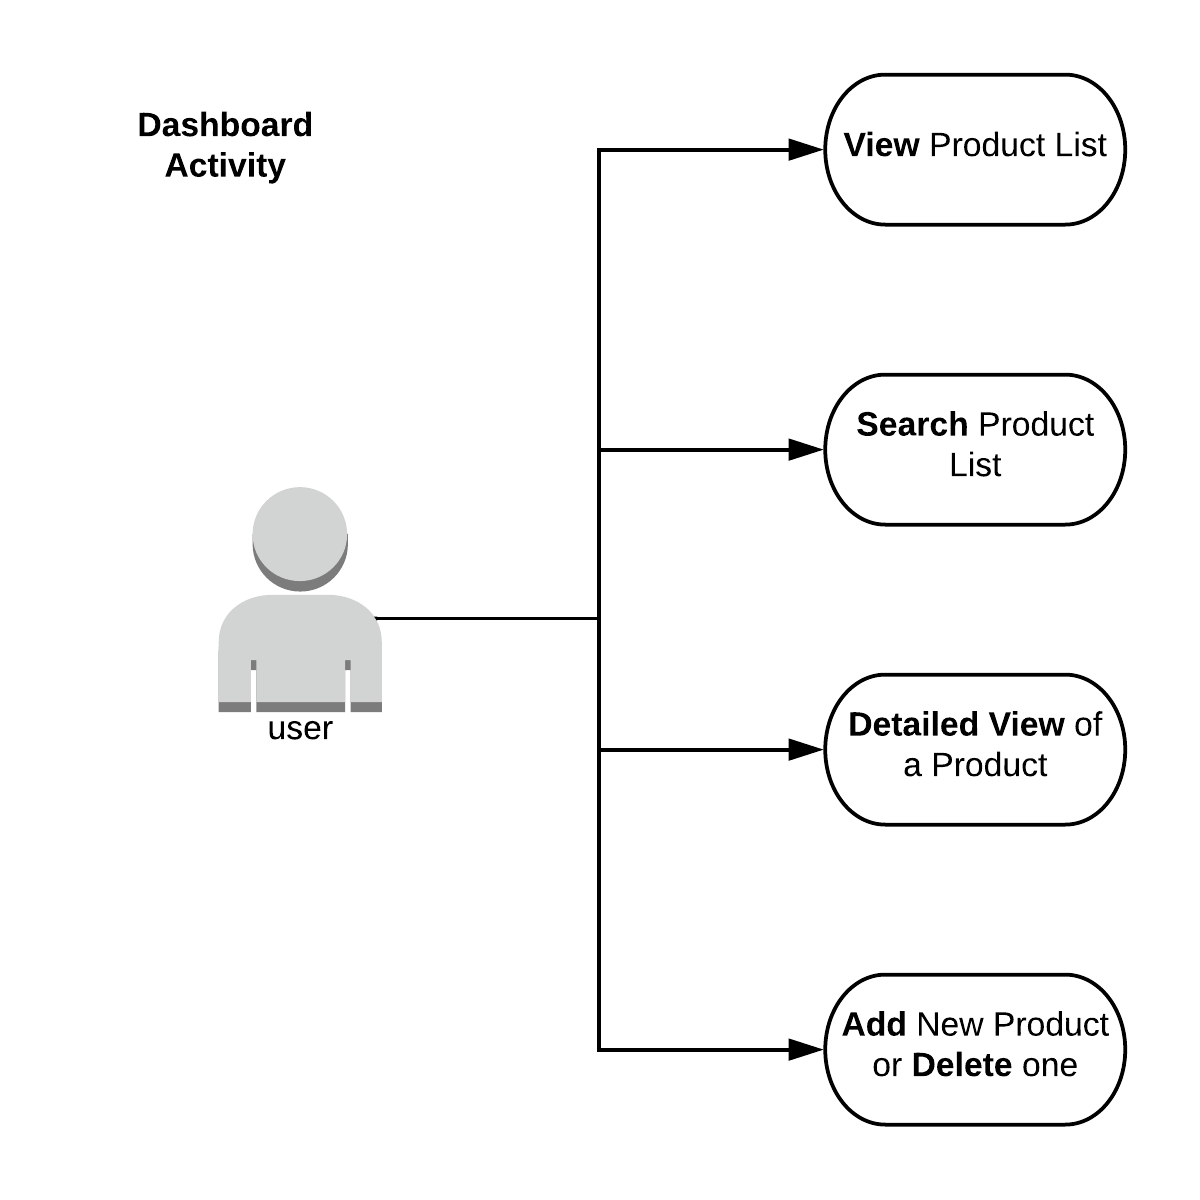 Dashboard
Activity
View Product List
Search Product
List
user
Detailed View of
a Product
Add New Product
or Delete one